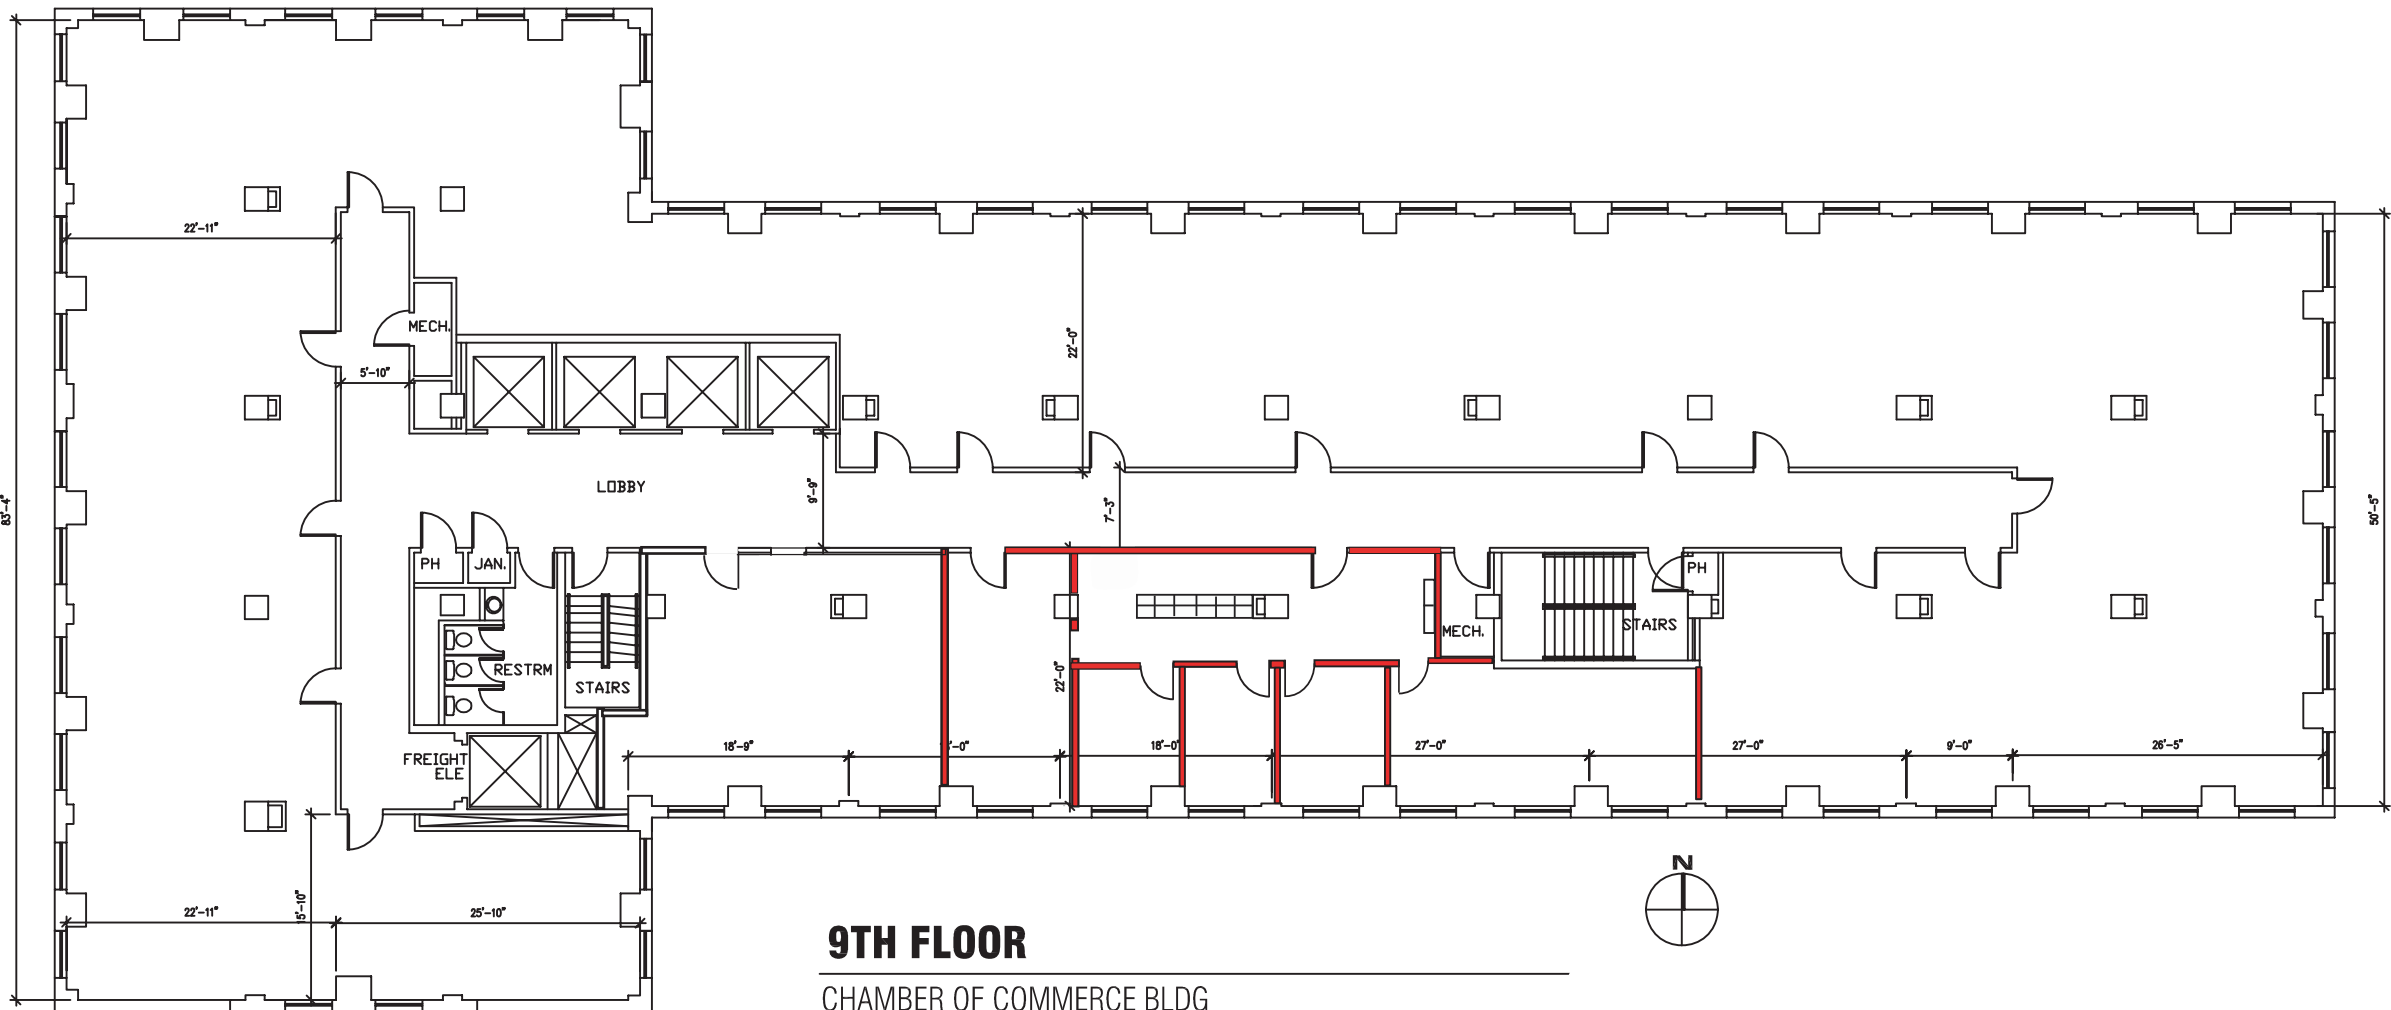 22'-11"
MECH.
5'-10"
22'-0"
LOBBY
9'-9"
7'-3"
83'-4"
50'-5"
PH
JAN.
PH
STAIRS
MECH.
RESTRM
STAIRS
22'-0"
FREIGHT
ELE
18'-9"
18'-0"
27'-0"
27'-0"
9'-0"
26'-5"
N
22'-11"
15'-10"
25'-10"
9TH FLOOR
CHAMBER OF COMMERCE BLDG